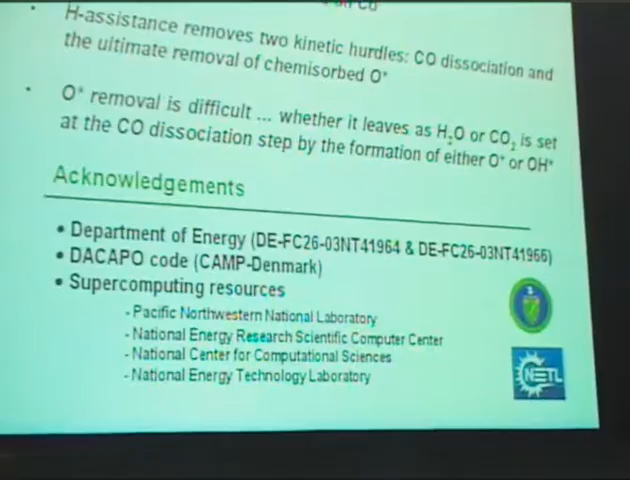 • H-assistance removes two kinetic hurdles: CO dissociation and
the ultimate removal of chemisorbed O*
• O* removal is difficult ... whether it leaves as H₂O or CO₂ is set
at the CO dissociation step by the formation of either O* or OH*
Acknowledgements
• Department of Energy (DE-FC26-03NT41964 & DE-FC26-03NT41966)
• DACAPO code (CAMP-Denmark)
• Supercomputing resources
- Pacific Northwestern National Laboratory
- National Energy Research Scientific Computer Center
- National Center for Computational Sciences
- National Energy Technology Laboratory
NETL